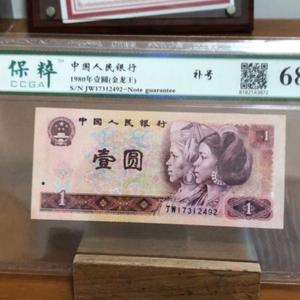 保粹
CCGA
中国人民银行
1980年壹圆(金龙王)
S/N JW17312492-Note guarantee
补号
68
中国人民银行
壹圆
1
1
1
JW17312492